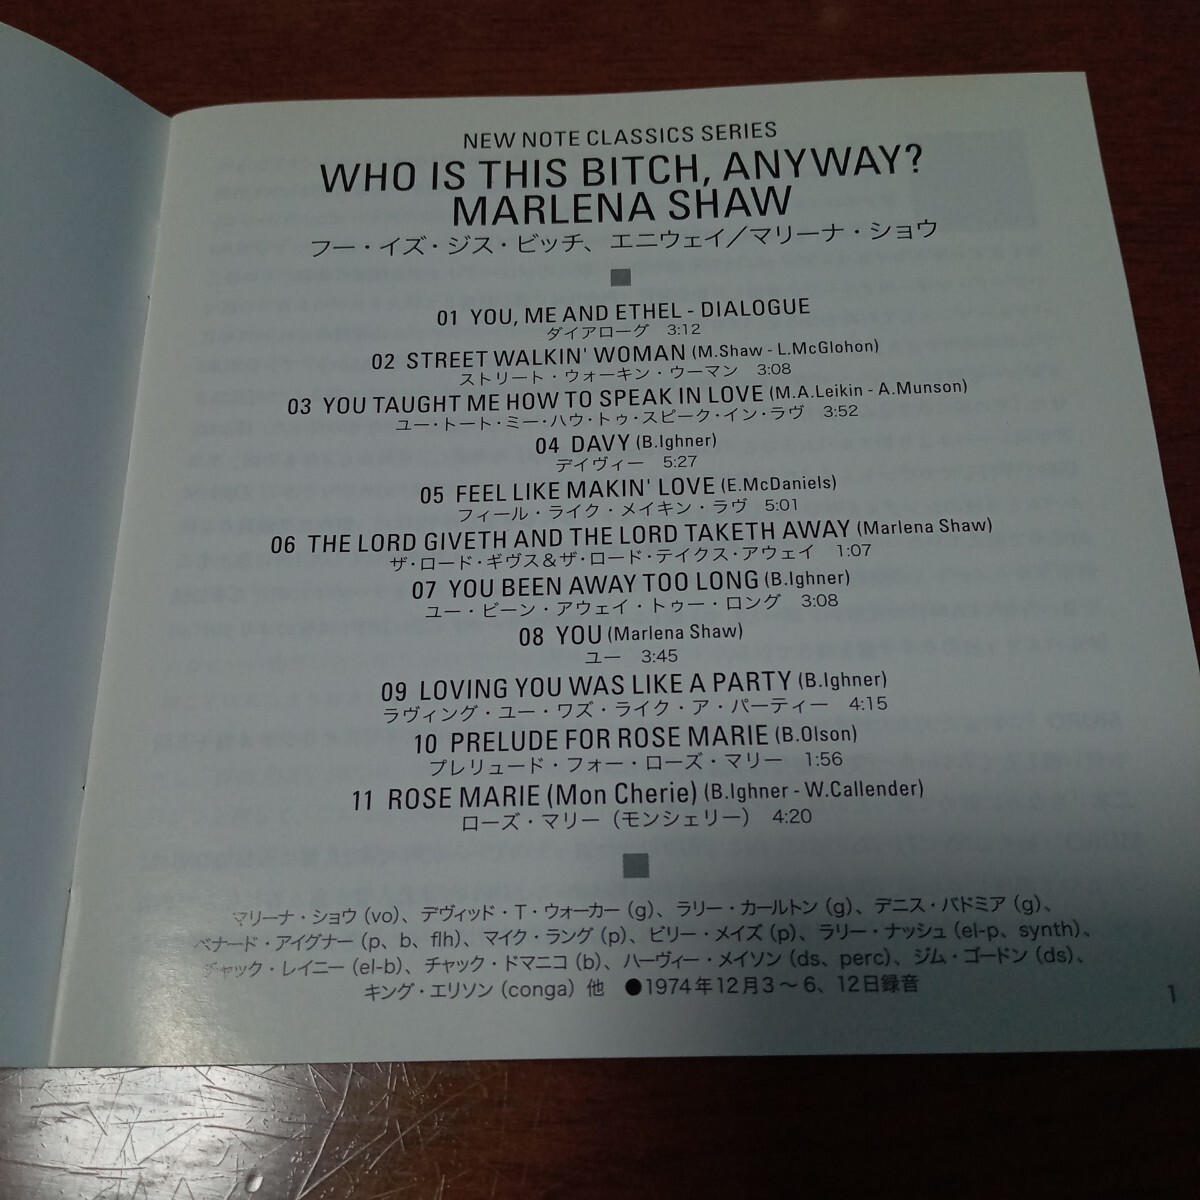 NEW NOTE CLASSICS SERIES
WHO IS THIS BITCH, ANYWAY?
MARLENA SHAW
フー・イズ・ジス・ビッチ、エニウェイ／マリーナ・ショウ
01 YOU, ME AND ETHEL - DIALOGUE
ダイアローグ 3:12
02 STREET WALKIN' WOMAN (M.Shaw - L.McGlohon)
ストリート・ウォーキン・ウーマン 3:08
03 YOU TAUGHT ME HOW TO SPEAK IN LOVE (M.A.Leikin - A.Munson)
ユー・トート・ミー・ハウ・トゥ・スピーク・イン・ラヴ 3:52
04 DAVY (B.Ighner)
デイヴィー 5:27
05 FEEL LIKE MAKIN' LOVE (E.McDaniels)
フィール・ライク・メイキン・ラヴ 5:01
06 THE LORD GIVETH AND THE LORD TAKETH AWAY (Marlena Shaw)
ザ・ロード・ギヴス&ザ・ロード・テイクス・アウェイ 1:07
07 YOU BEEN AWAY TOO LONG (B.Ighner)
ユー・ビーン・アウェイ・トゥー・ロング 3:08
08 YOU (Marlena Shaw)
ユー 3:45
09 LOVING YOU WAS LIKE A PARTY (B.Ighner)
ラヴィング・ユー・ワズ・ライク・ア・パーティー 4:15
10 PRELUDE FOR ROSE MARIE (B.Olson)
プレリュード・フォー・ローズ・マリー 1:56
11 ROSE MARIE (Mon Cherie) (B.Ighner - W.Callender)
ローズ・マリー（モンシェリー） 4:20
マリーナ・ショウ (vo)、デヴィッド・T・ウォーカー (g)、ラリー・カールトン (g)、デニス・バドミア (g)、
ベナード・アイグナー (p、b、flh)、マイク・ラング (p)、ビリー・メイズ (p)、ラリー・ナッシュ (el-p、synth)、
チャック・レイニー (el-b)、チャック・ドマニコ (b)、ハーヴィー・メイソン (ds、perc)、ジム・ゴードン (ds)、
キング・エリソン (conga) 他 ●1974年12月3～6、12日録音
1